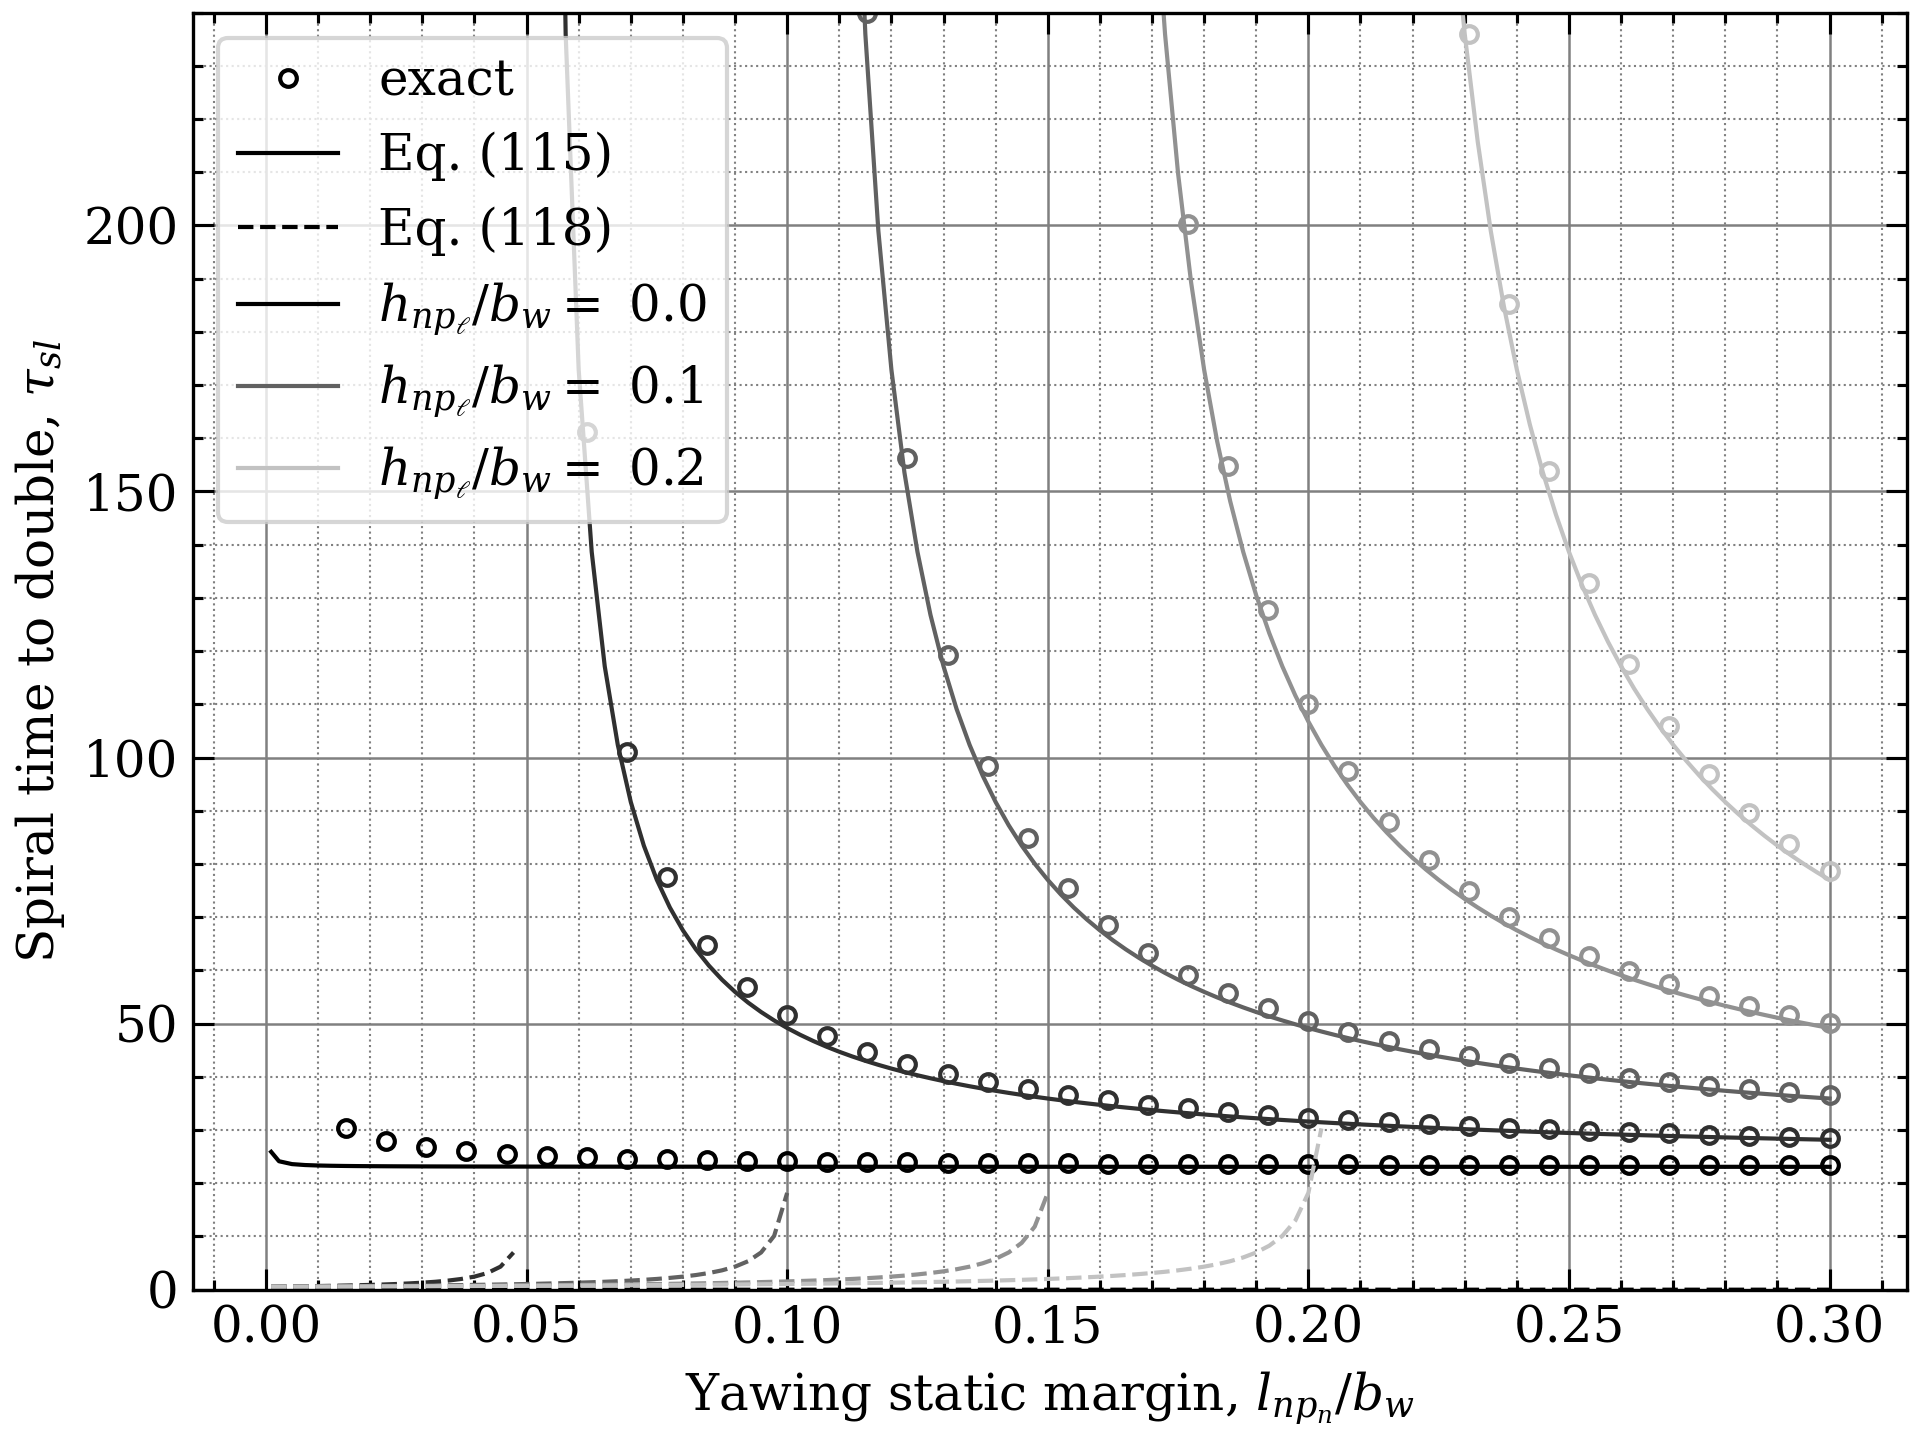 exact
Eq. (115)
Eq. (118)
h_{np_ℓ}/b_w = 0.0
h_{np_ℓ}/b_w = 0.1
h_{np_ℓ}/b_w = 0.2
Spiral time to double, τ_{sl}
200
150
100
50
0
0.00 0.05 0.10 0.15 0.20 0.25 0.30
Yawing static margin, l_{np_n}/b_w